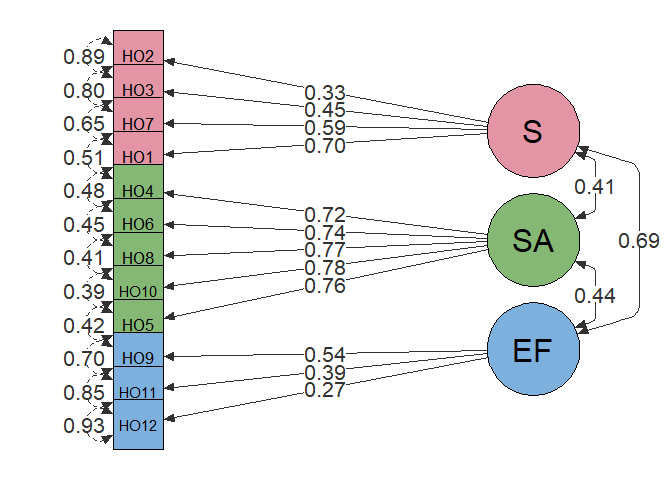 0.89 HO2
0.80 HO3
0.65 HO7
0.51 HO1
0.48 HO4
0.45 HO6
0.41 HO8
0.39 HO10
0.42 HO5
0.70 HO9
0.85 HO11
0.93 HO12
0.33
0.45
0.59
0.70
0.72
0.74
0.77
0.78
0.76
0.54
0.39
0.27
S
SA
EF
0.41
0.69
0.44